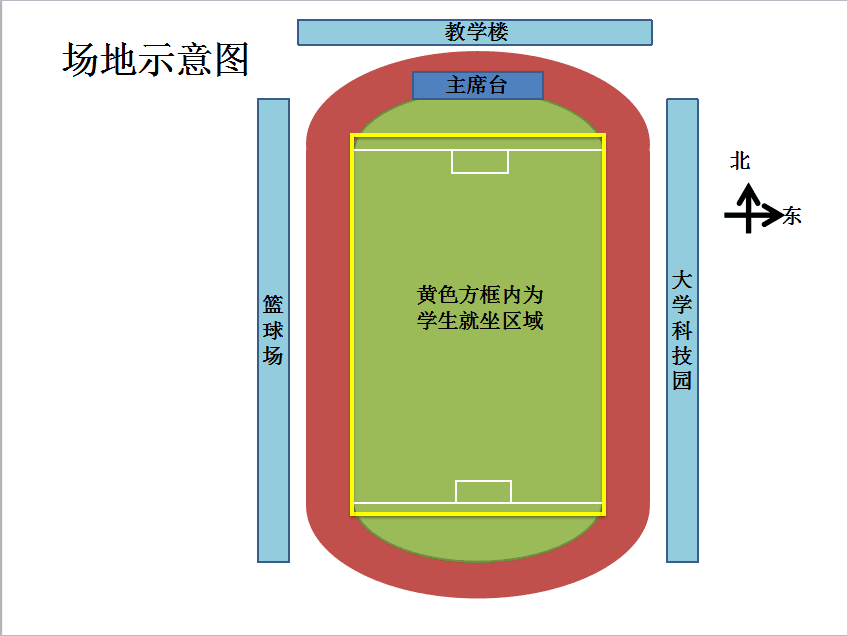 场地示意图
教学楼
主席台
北
东
黄色方框内为
学生就坐区域
篮球场
大学科技园